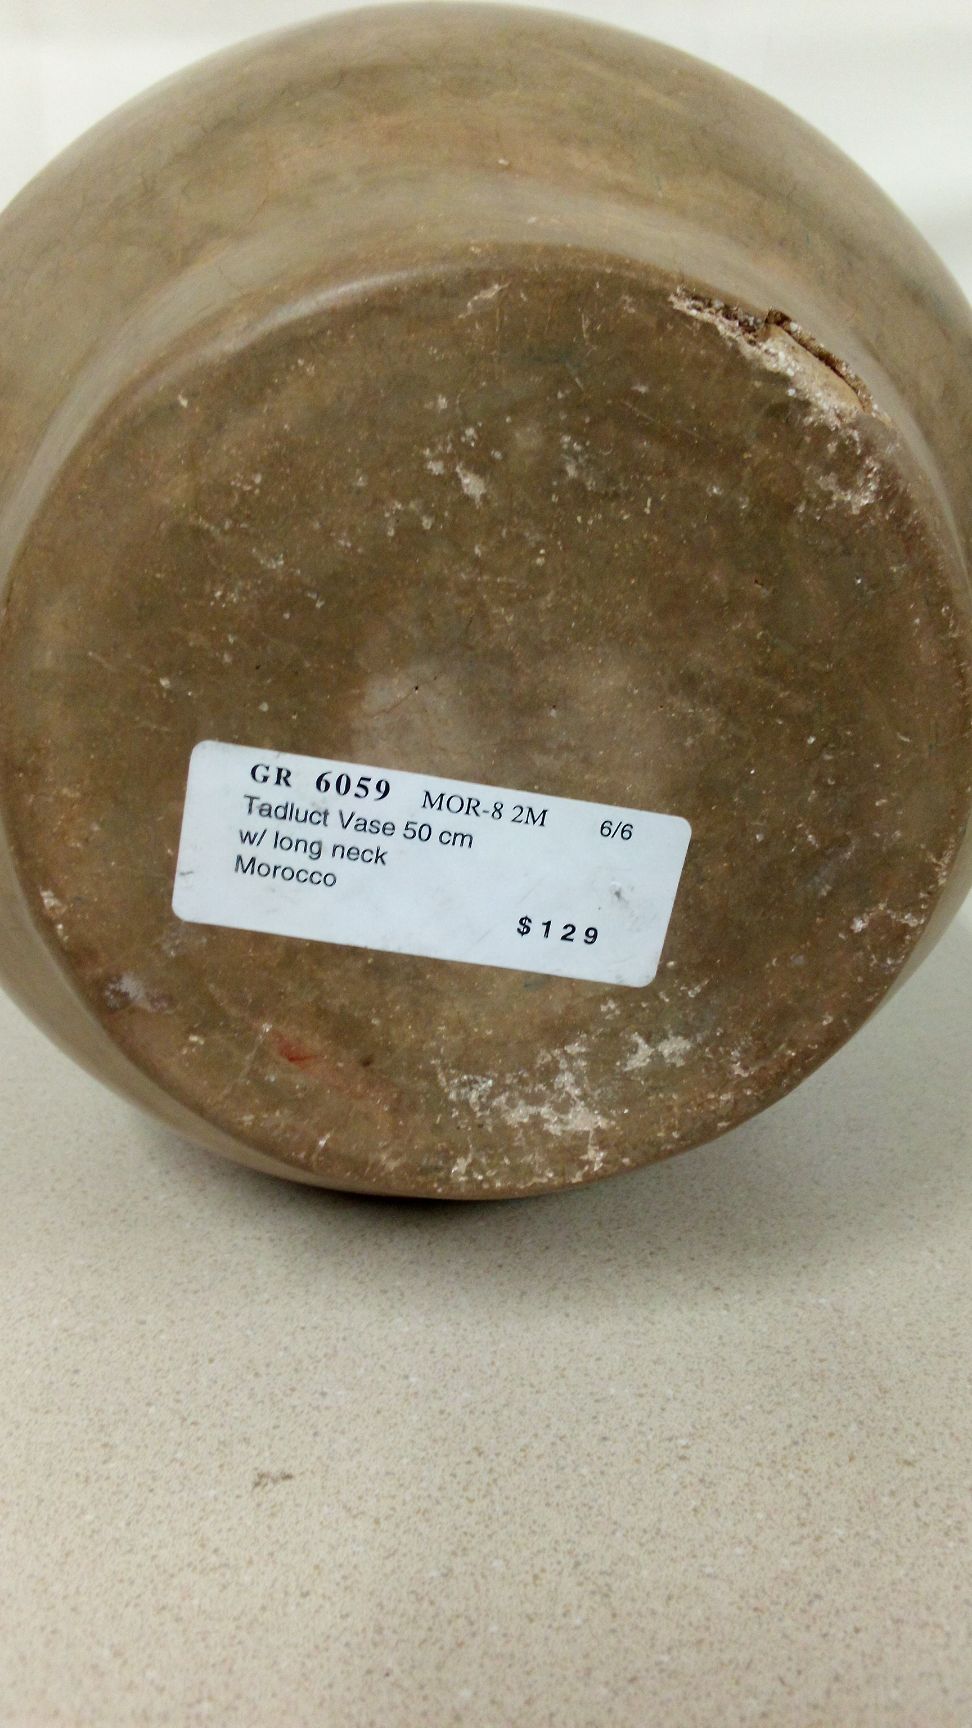 GR 6059 MOR-8 2M 6/6
Tadluct Vase 50 cm
w/ long neck
Morocco
$129